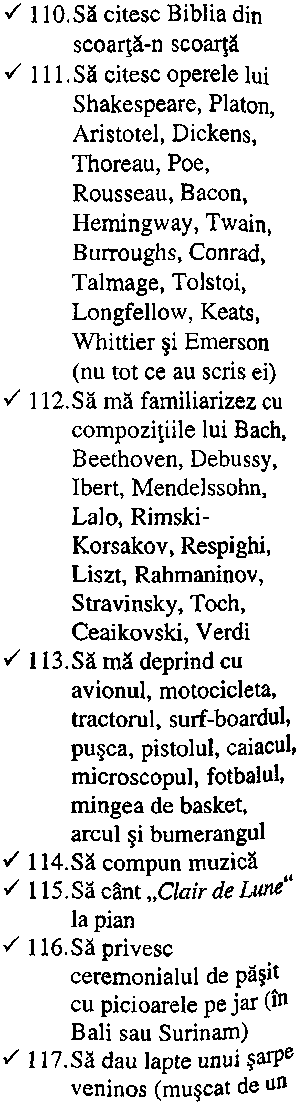 ✓ 110.Să citesc Biblia din
scoarţă-n scoarţă
✓ 111.Să citesc operele lui
Shakespeare, Platon,
Aristotel, Dickens,
Thoreau, Poe,
Rousseau, Bacon,
Hemingway, Twain,
Burroughs, Conrad,
Talmage, Tolstoi,
Longfellow, Keats,
Whittier şi Emerson
(nu tot ce au scris ei)
✓ 112.Să mă familiarizez cu
compoziţiile lui Bach,
Beethoven, Debussy,
Ibert, Mendelssohn,
Lalo, Rimski-
Korsakov, Respighi,
Liszt, Rahmaninov,
Stravinsky, Toch,
Ceaikovski, Verdi
✓ 113.Să mă deprind cu
avionul, motocicleta,
tractorul, surf-boardul,
puşca, pistolul, caiacul,
microscopul, fotbalul,
mingea de basket,
arcul şi bumerangul
✓ 114.Să compun muzică
✓ 115.Să cânt „Clair de Lune“
la pian
✓ 116.Să privesc
ceremonialul de păşit
cu picioarele pe jar (în
Bali sau Surinam)
✓ 117.Să dau lapte unui şarpe
veninos (muşcat de un